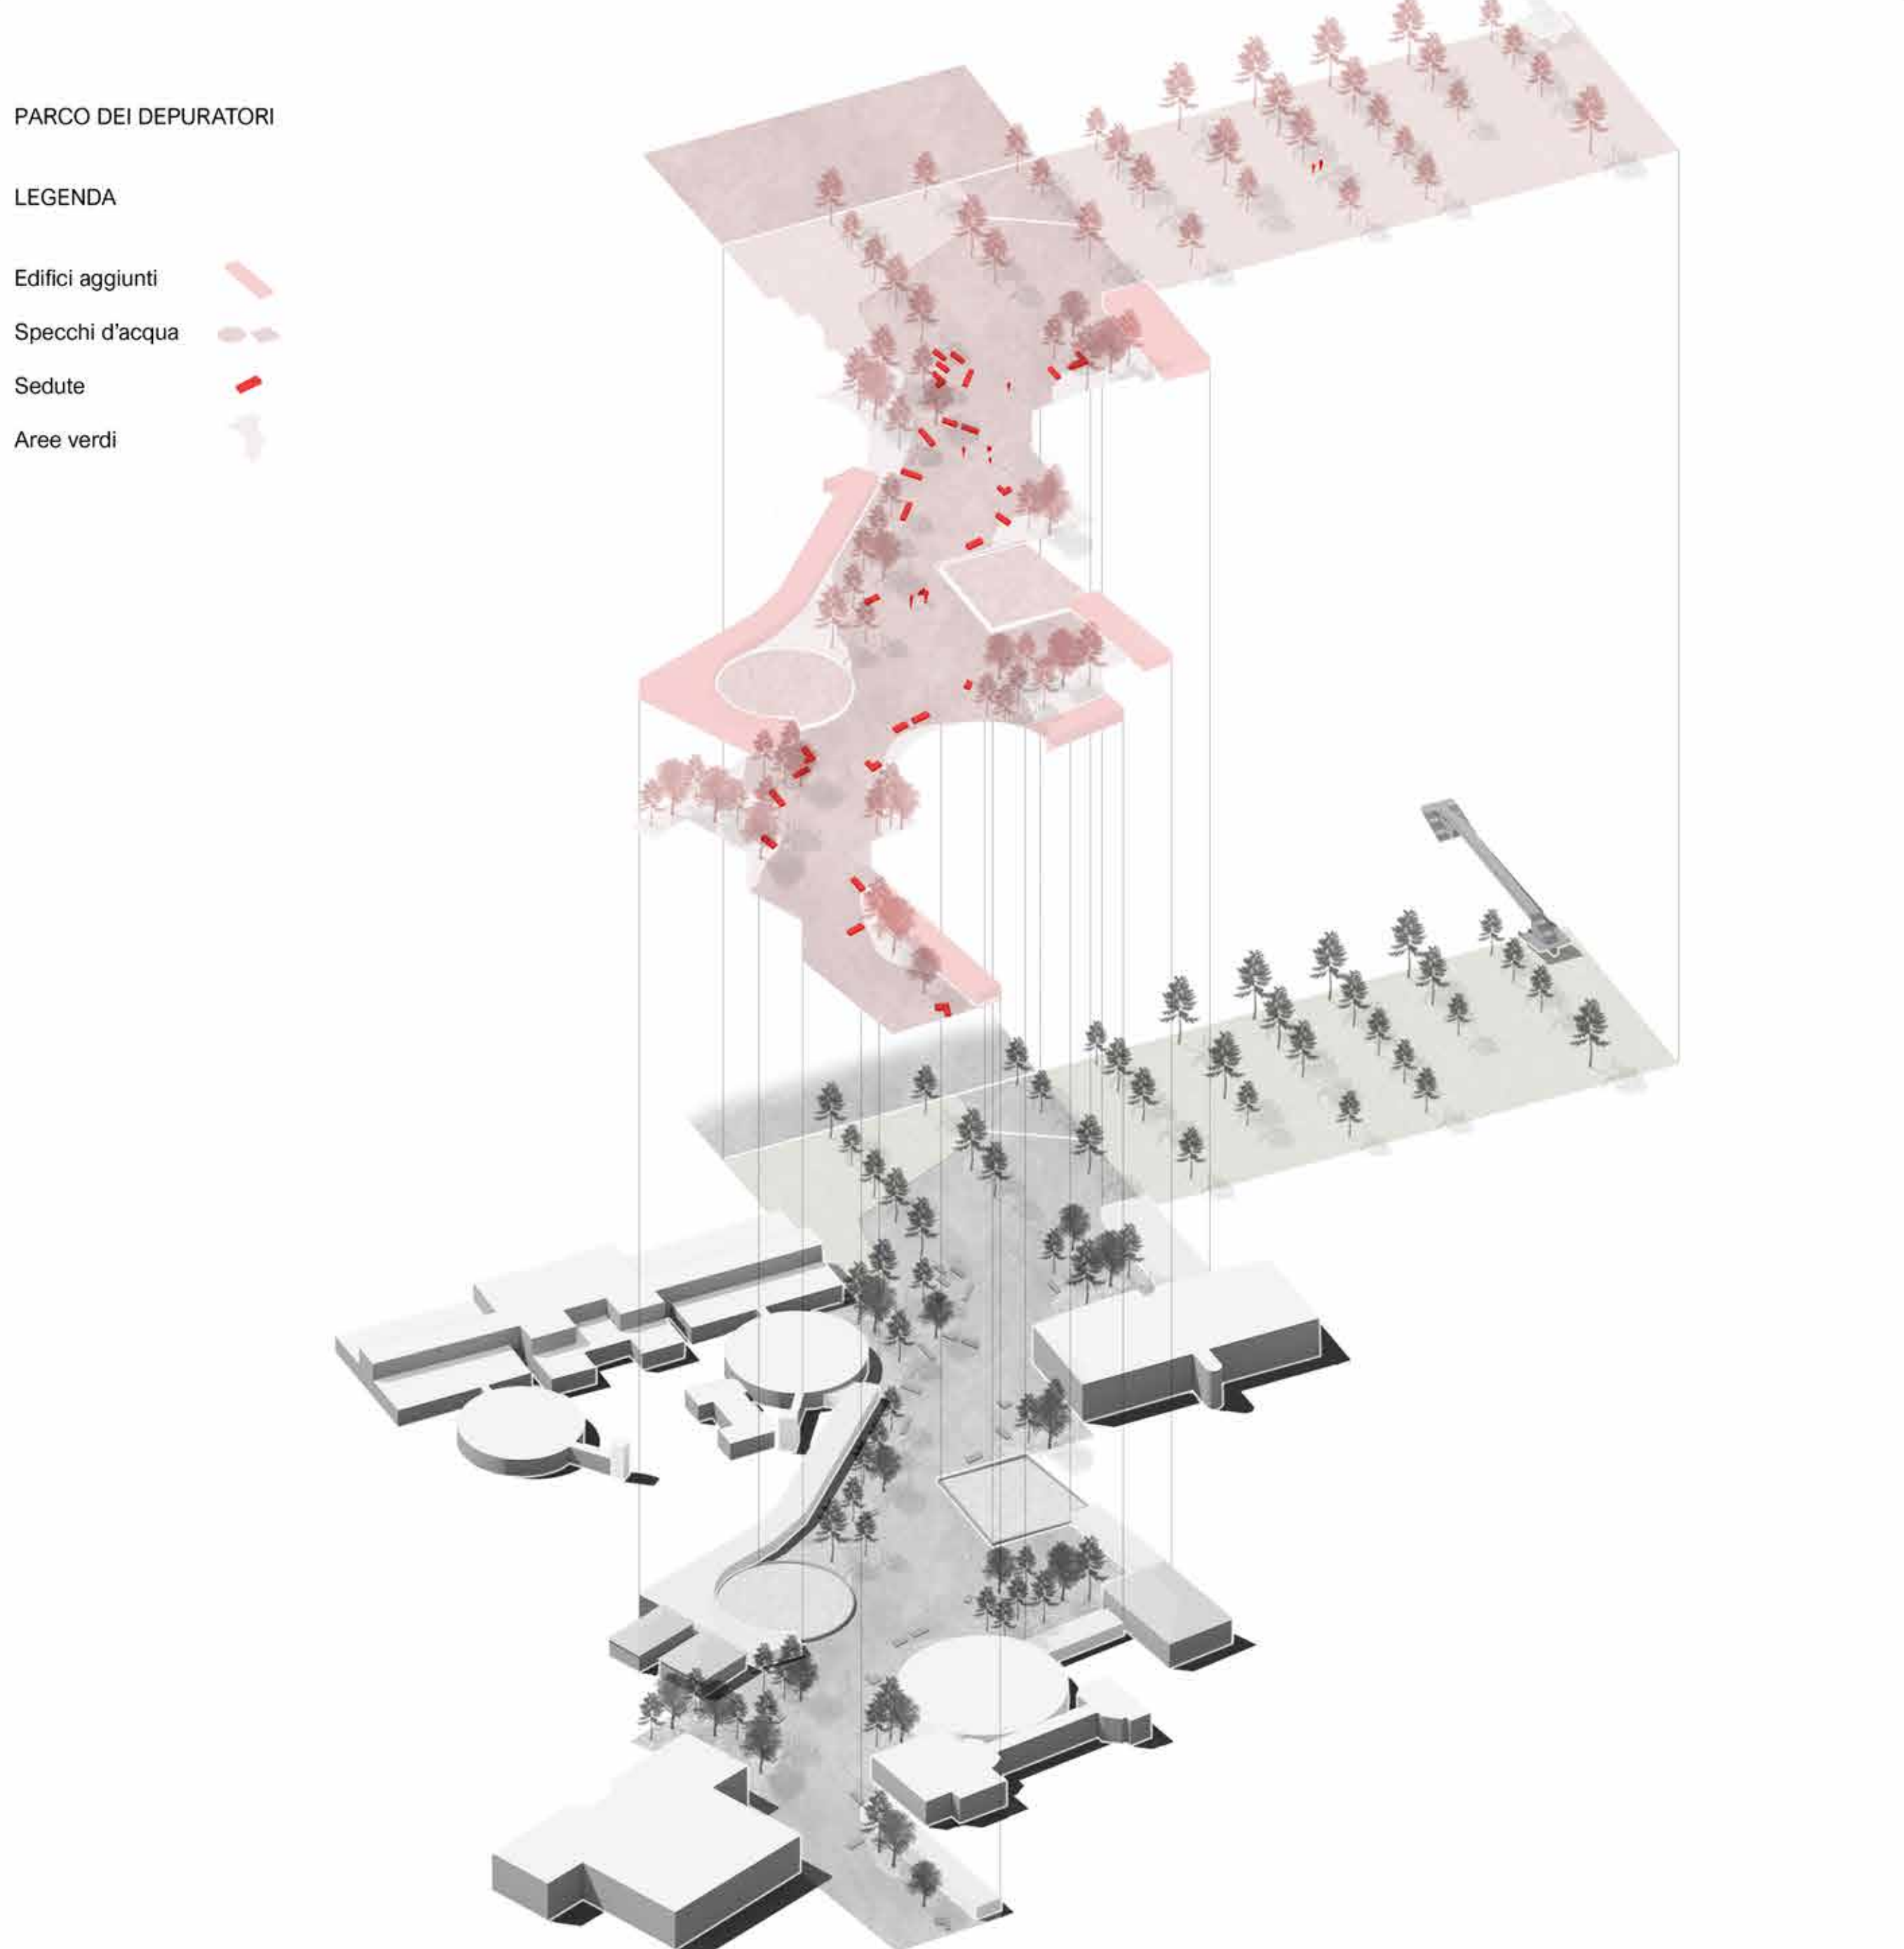 PARCO DEI DEPURATORI
LEGENDA
Edifici aggiunti
Specchi d'acqua
Sedute
Aree verdi